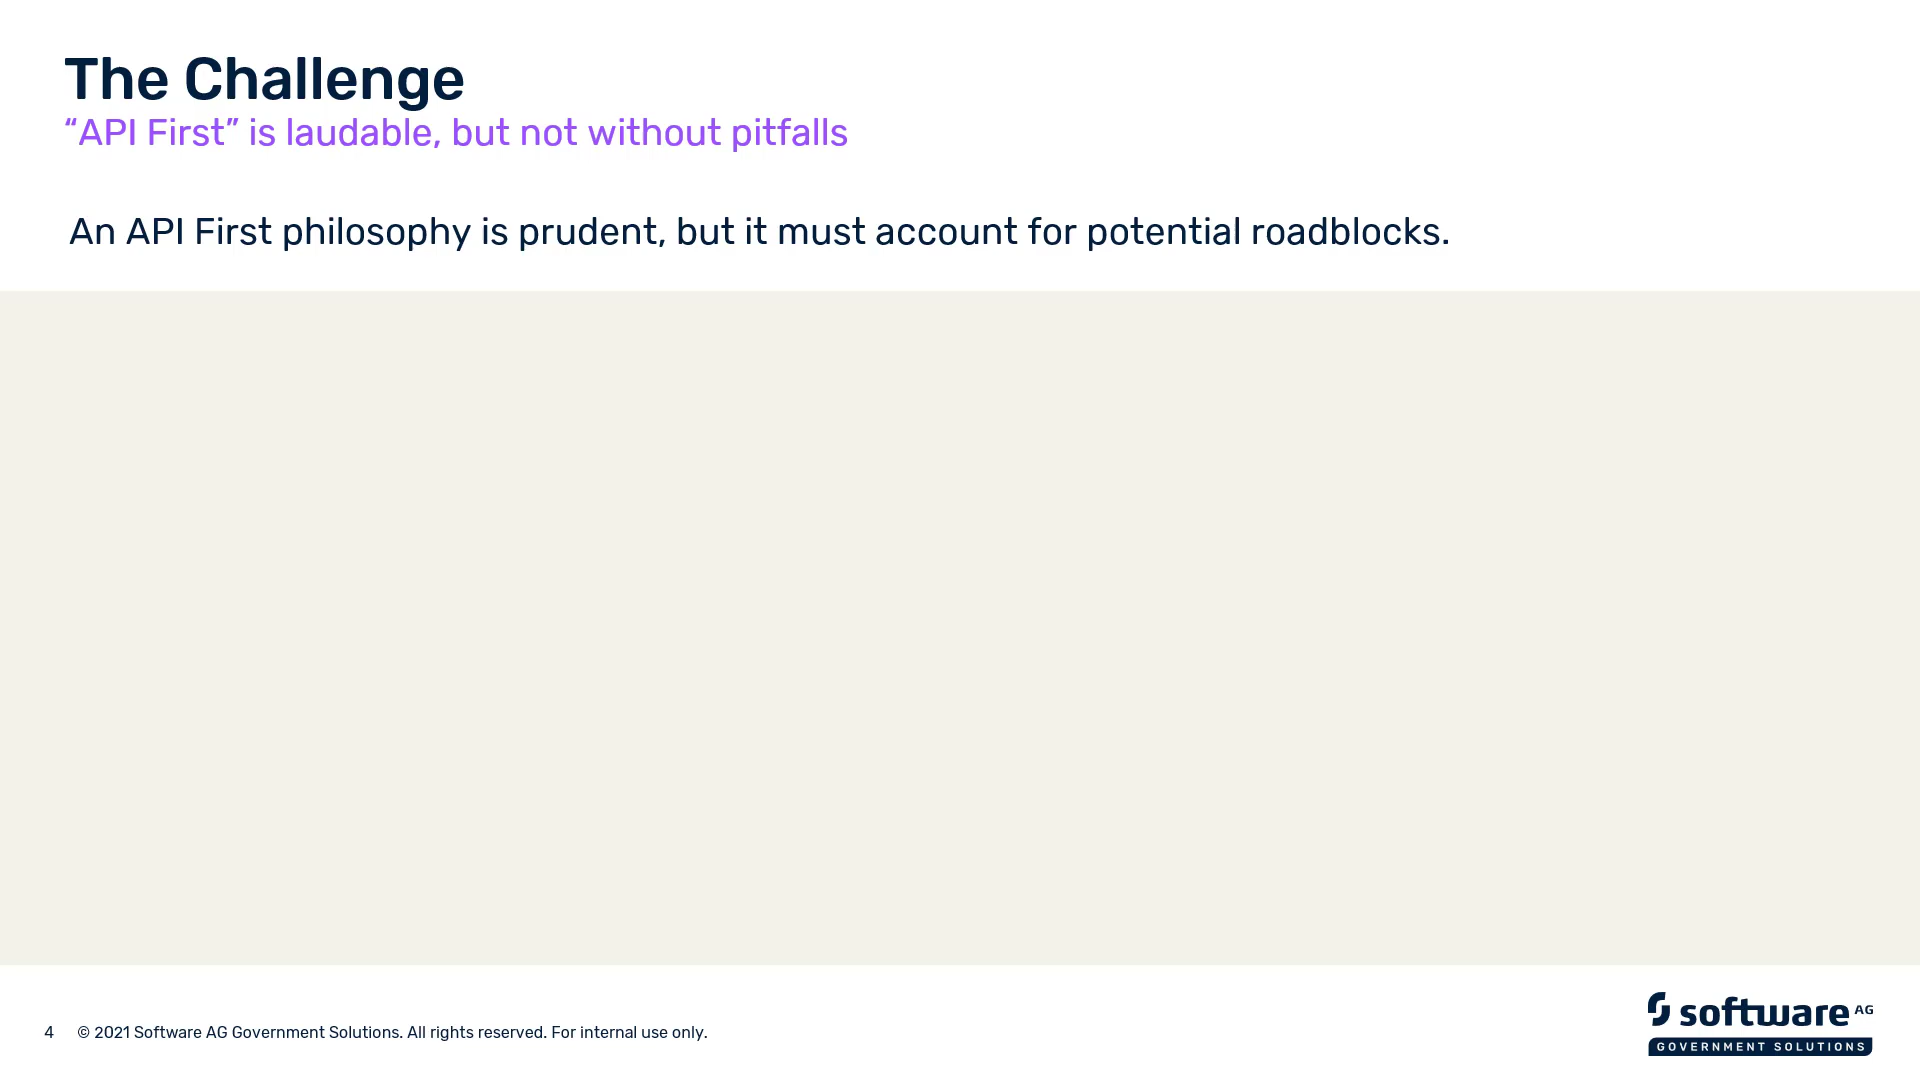 The Challenge
“API First” is laudable, but not without pitfalls
An API First philosophy is prudent, but it must account for potential roadblocks.
4 © 2021 Software AG Government Solutions. All rights reserved. For internal use only.
software AG
GOVERNMENT SOLUTIONS